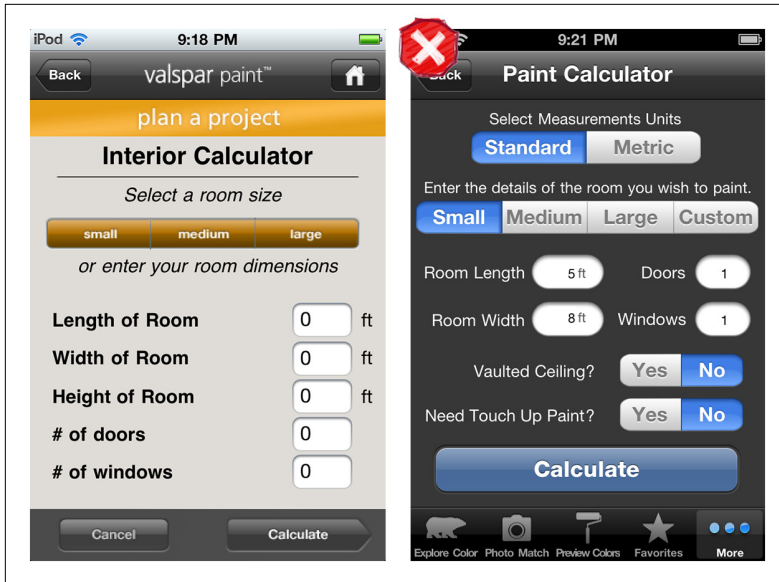 iPod 9:18 PM
Back valspar paint™
plan a project
Interior Calculator
Select a room size
small medium large
or enter your room dimensions
Length of Room 0 ft
Width of Room 0 ft
Height of Room 0 ft
# of doors 0
# of windows 0
Cancel Calculate
9:21 PM
Back Paint Calculator
Select Measurements Units
Standard Metric
Enter the details of the room you wish to paint.
Small Medium Large Custom
Room Length 5 ft Doors 1
Room Width 8 ft Windows 1
Vaulted Ceiling? Yes No
Need Touch Up Paint? Yes No
Calculate
Explore Color Photo Match Preview Colors Favorites More